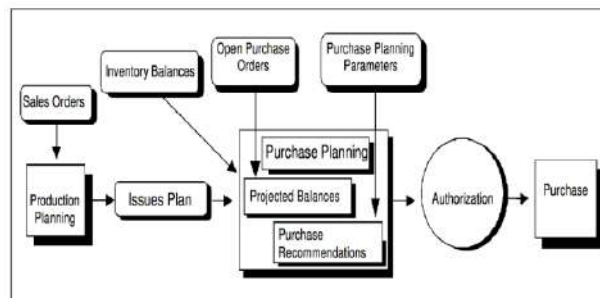 Open Purchase
Orders
Purchase Planning
Parameters
Inventory Balances
Sales Orders
Purchase Planning
Production
Planning
Issues Plan
Projected Balances
Authorization
Purchase
Purchase
Recommendations